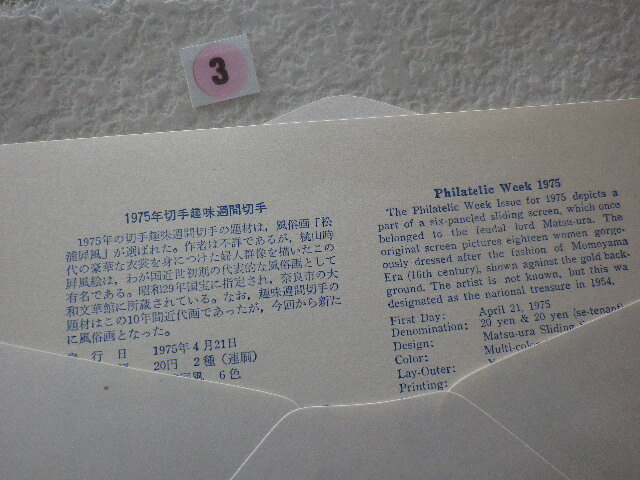 3
1975年切手趣味週間切手
1975年の切手趣味週間切手の題材は，風俗画「松
浦屏風」が選ばれた。作者は不詳であるが，桃山時
代の豪華な衣裳を身につけた婦人群像を描いたこの
屏風絵は，わが国近世初期の代表的な風俗画として
有名である。昭和29年国宝に指定され，奈良市の大
和文華館に所蔵されている。なお，趣味週間切手の
題材はこの10年間近代画であったが，今回から新た
に風俗画となった。
発行日 1975年4月21日
20円 2種（連刷）
屏風 6色
Philatelic Week 1975
The Philatelic Week Issue for 1975 depicts a
part of a six-paneled sliding screen, which once
belonged to the feudal lord Matsu-ura. The
original screen pictures eighteen women gorge-
ously dressed after the fashion of Momoyama
Era (16th century), shown against the gold back-
ground. The artist is not known, but this wa
designated as the national treasure in 1954.
First Day: April 21, 1975
Denomination: 20 yen & 20 yen (se-tenant)
Design: Matsu-ura Sliding
Color: Multi-colo
Lay-Outer:
Printing: